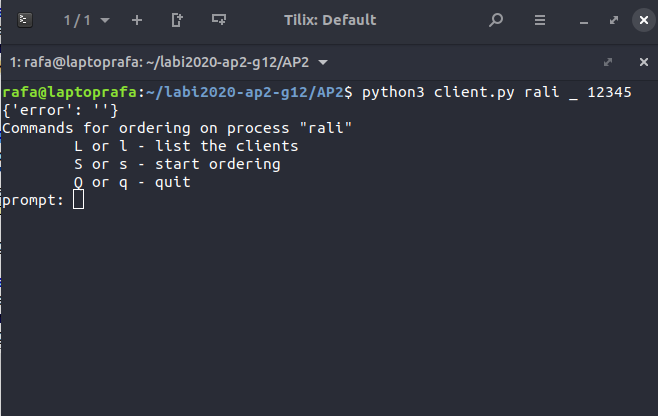 1 / 1
Tilix: Default
1: rafa@laptoprafa: ~/labi2020-ap2-g12/AP2
rafa@laptoprafa:~/labi2020-ap2-g12/AP2$ python3 client.py rali _ 12345
{'error': ''}
Commands for ordering on process "rali"
        L or l - list the clients
        S or s - start ordering
        Q or q - quit
prompt: